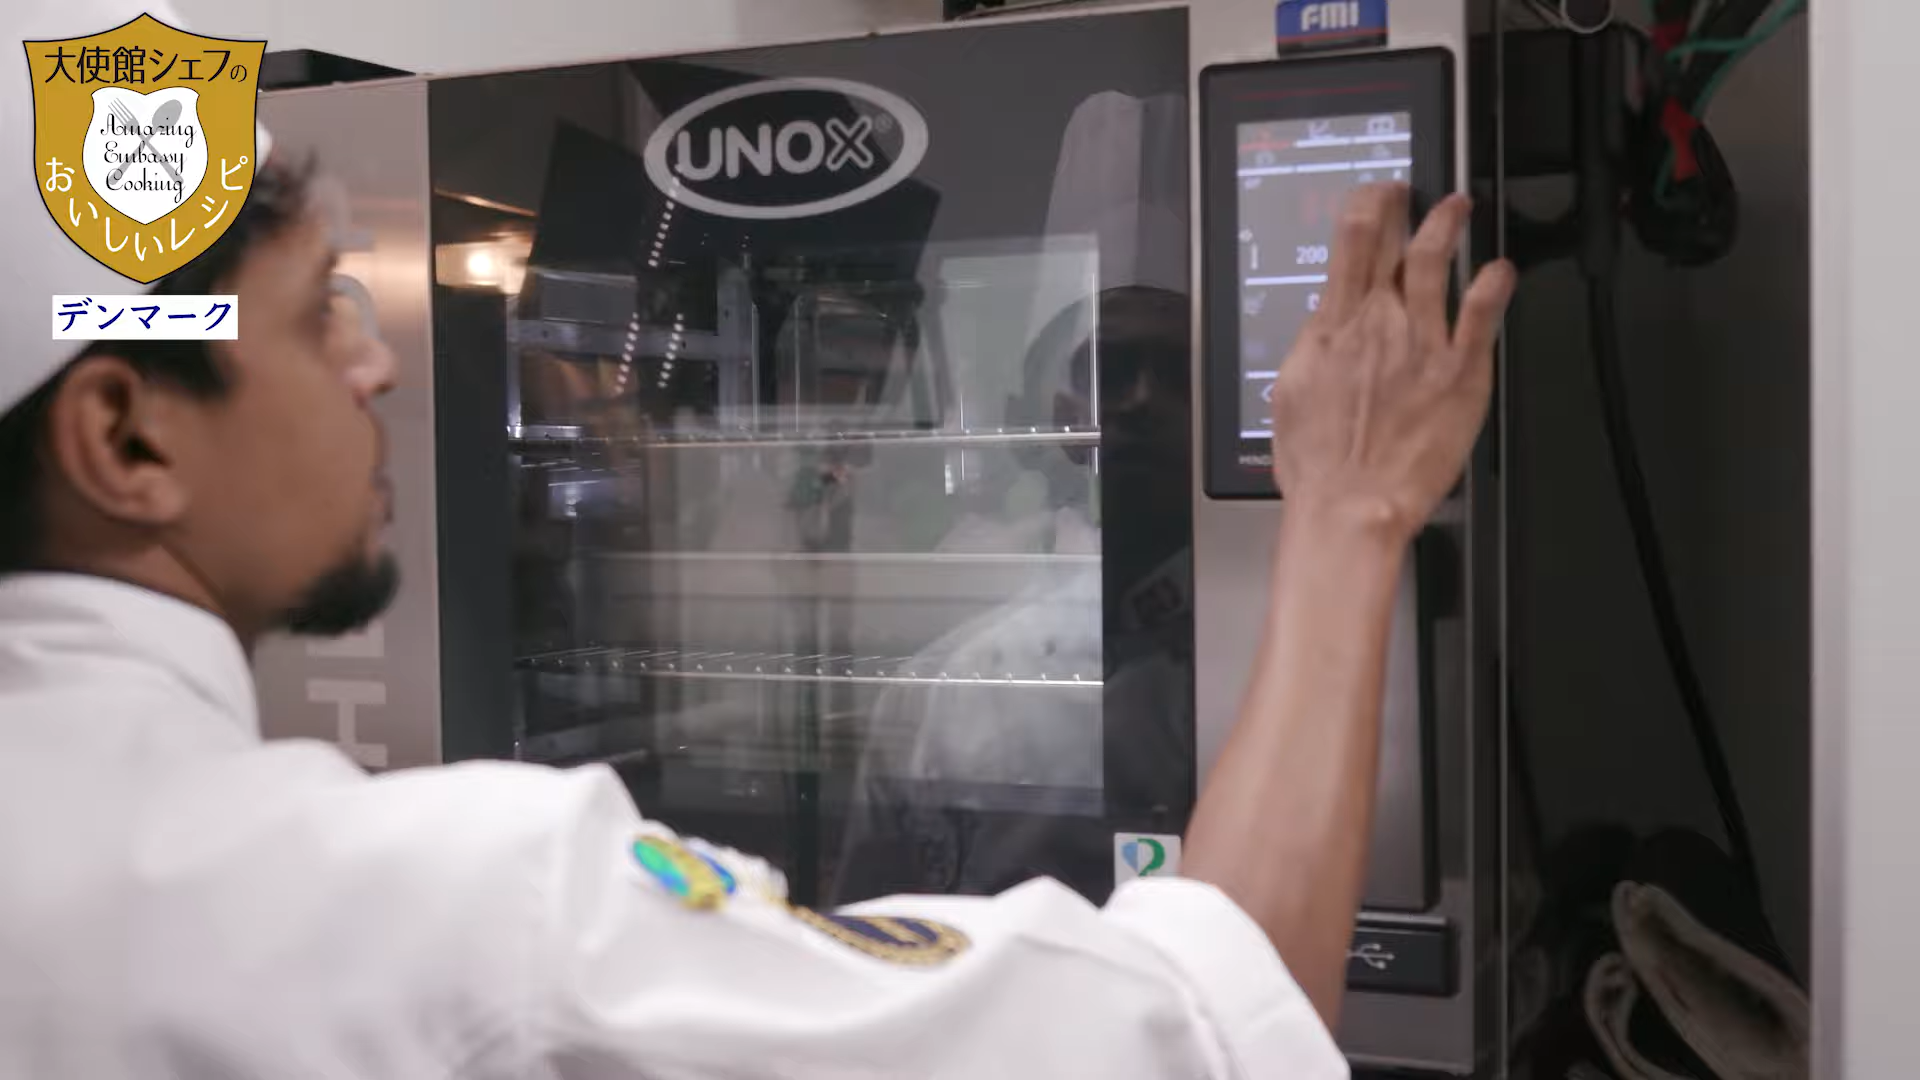 大使館シェフの
Amazing
Embassy
Cooking
おいしいレシピ
デンマーク
UNOX®
FMI
200